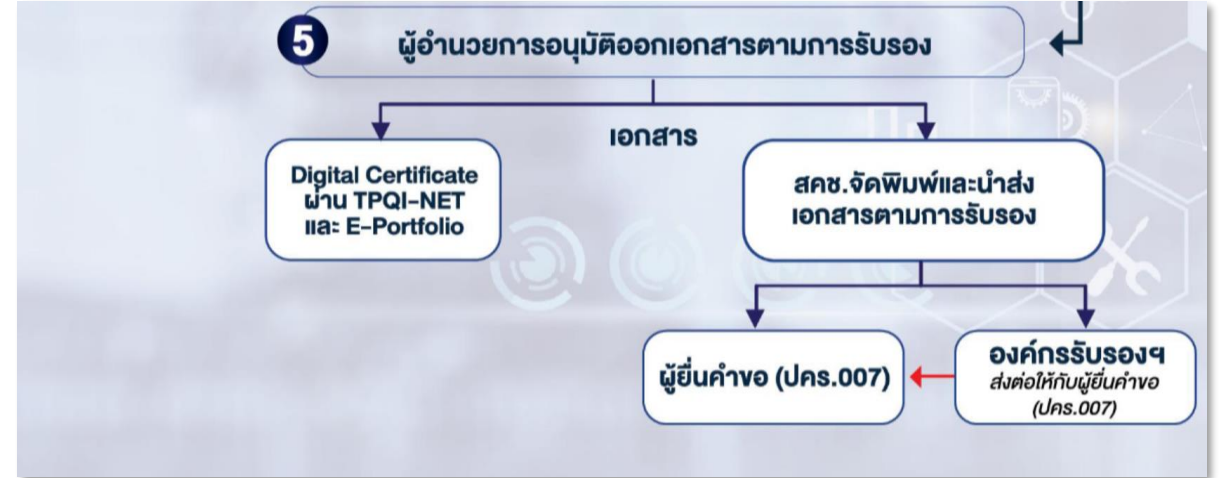 5
ผู้อำนวยการอนุมัติออกเอกสารตามการรับรอง
เอกสาร
Digital Certificate
ผ่าน TPQI-NET
และ E-Portfolio
สคช.จัดพิมพ์และนำส่ง
เอกสารตามการรับรอง
ผู้ยื่นคำขอ (ปคร.007)
องค์กรรับรองฯ
ส่งต่อให้กับผู้ยื่นคำขอ
(ปคร.007)